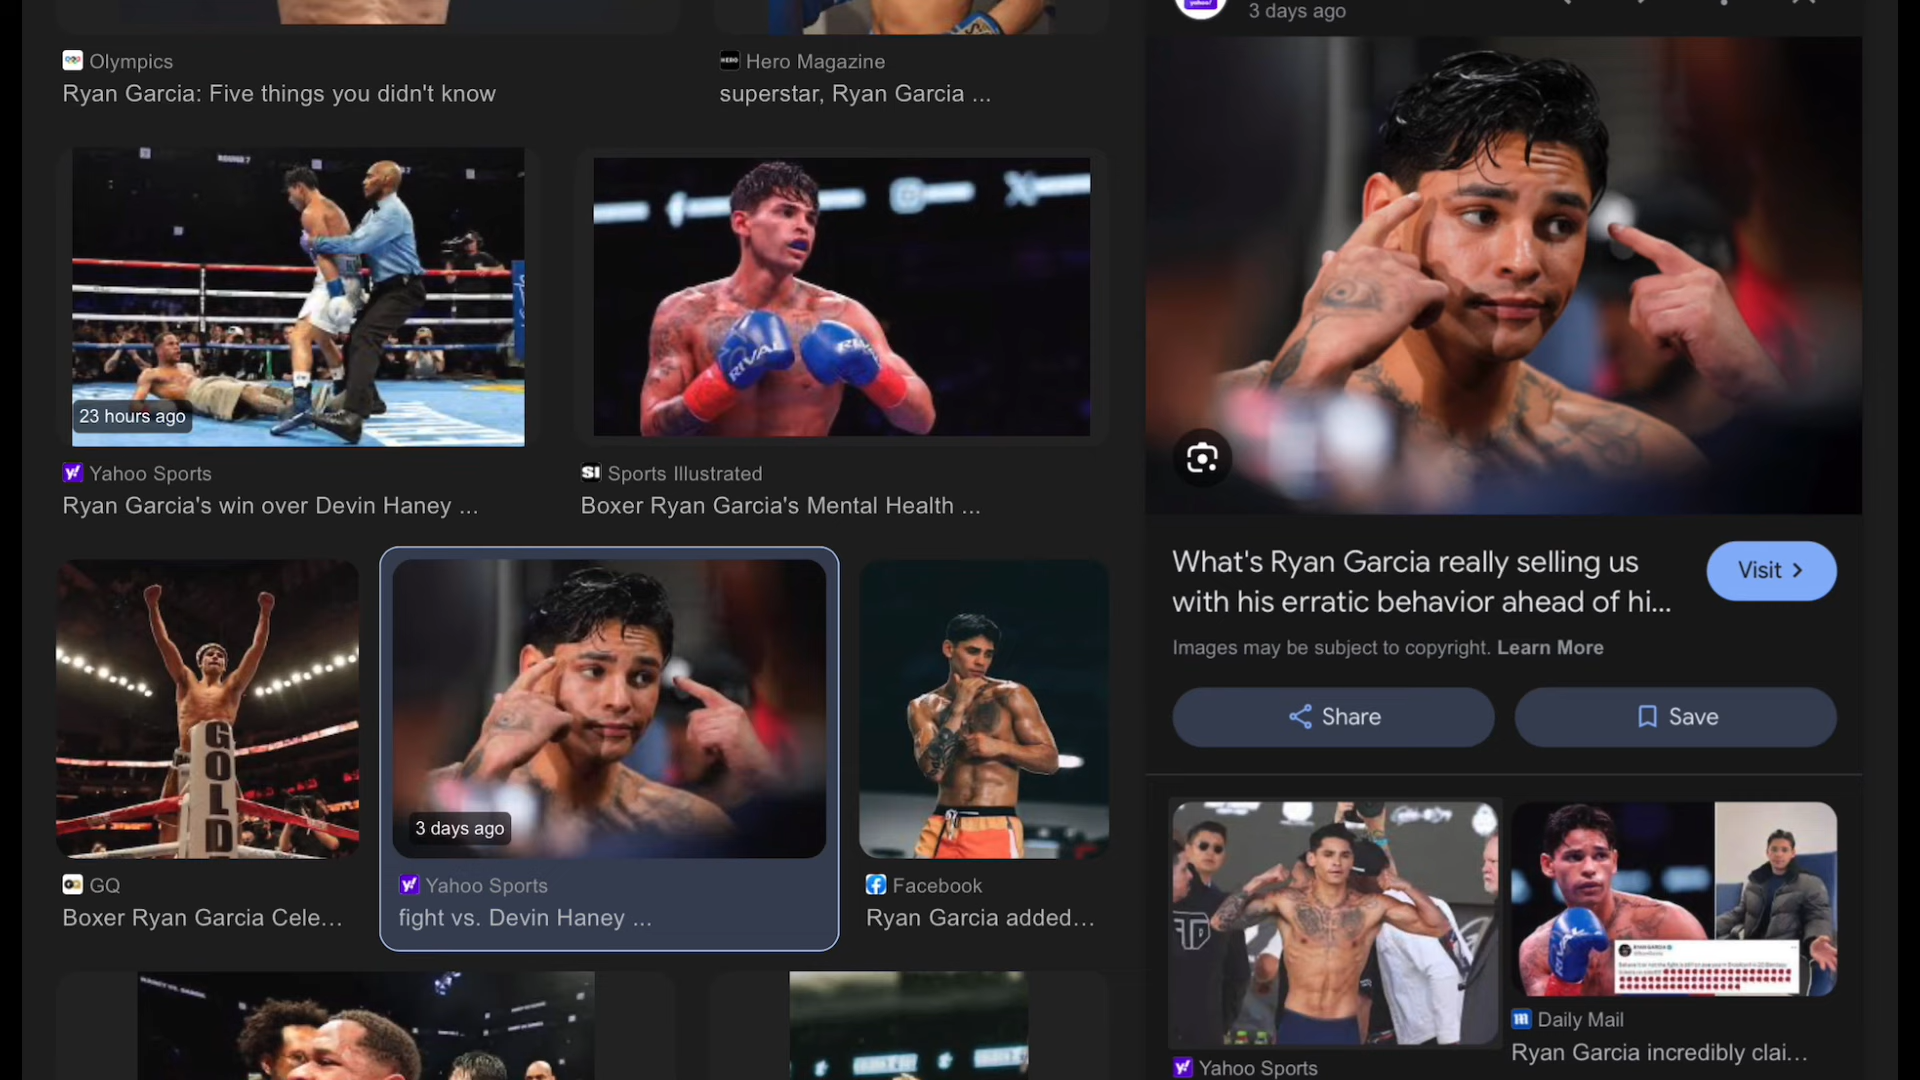 3 days ago
Olympics
Ryan Garcia: Five things you didn't know
HERO Hero Magazine
superstar, Ryan Garcia ...
23 hours ago
RIVAL
RIVAL
y! Yahoo Sports
Ryan Garcia's win over Devin Haney ...
SI Sports Illustrated
Boxer Ryan Garcia's Mental Health ...
What's Ryan Garcia really selling us
with his erratic behavior ahead of hi...
Visit
Images may be subject to copyright. Learn More
Share
Save
GOLD
3 days ago
GQ
Boxer Ryan Garcia Cele...
y! Yahoo Sports
fight vs. Devin Haney ...
Facebook
Ryan Garcia added...
Daily Mail
Ryan Garcia incredibly clai...
y! Yahoo Sports